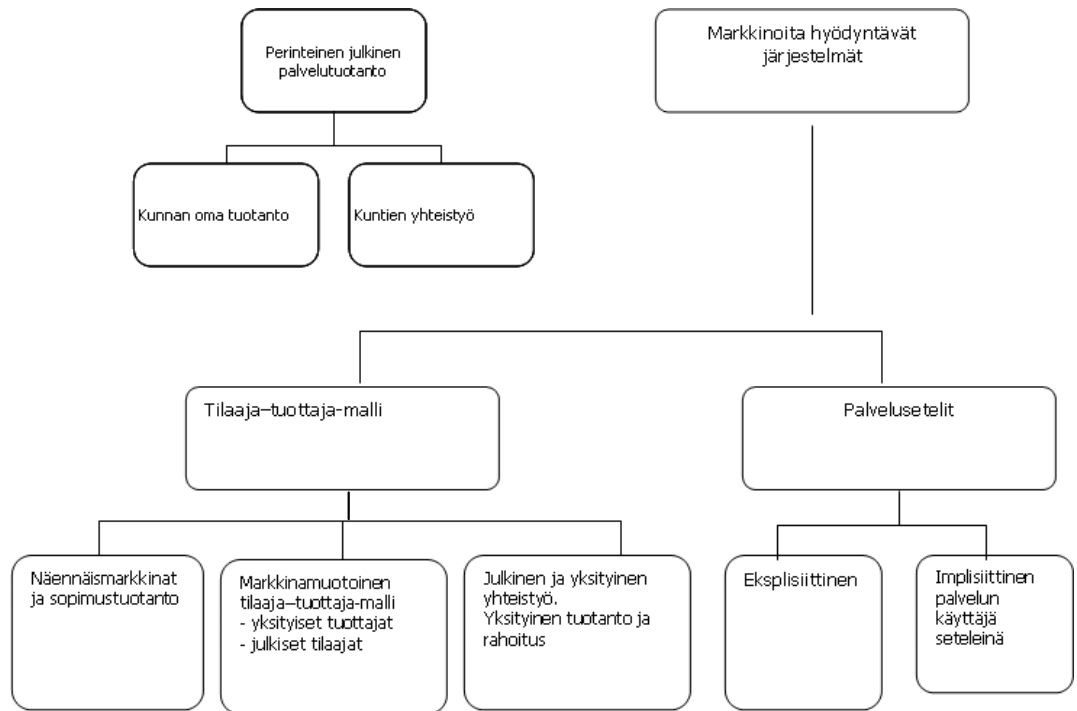 Perinteinen julkinen
palvelutuotanto
Markkinoita hyödyntävät
järjestelmät
Kunnan oma tuotanto
Kuntien yhteistyö
Tilaaja–tuottaja-malli
Palvelusetelit
Näennäismarkkinat
ja sopimustuotanto
Markkinamuotoinen
tilaaja–tuottaja-malli
- yksityiset tuottajat
- julkiset tilaajat
Julkinen ja yksityinen
yhteistyö.
Yksityinen tuotanto ja
rahoitus
Eksplisiittinen
Implisiittinen
palvelun
käyttäjä
seteleinä